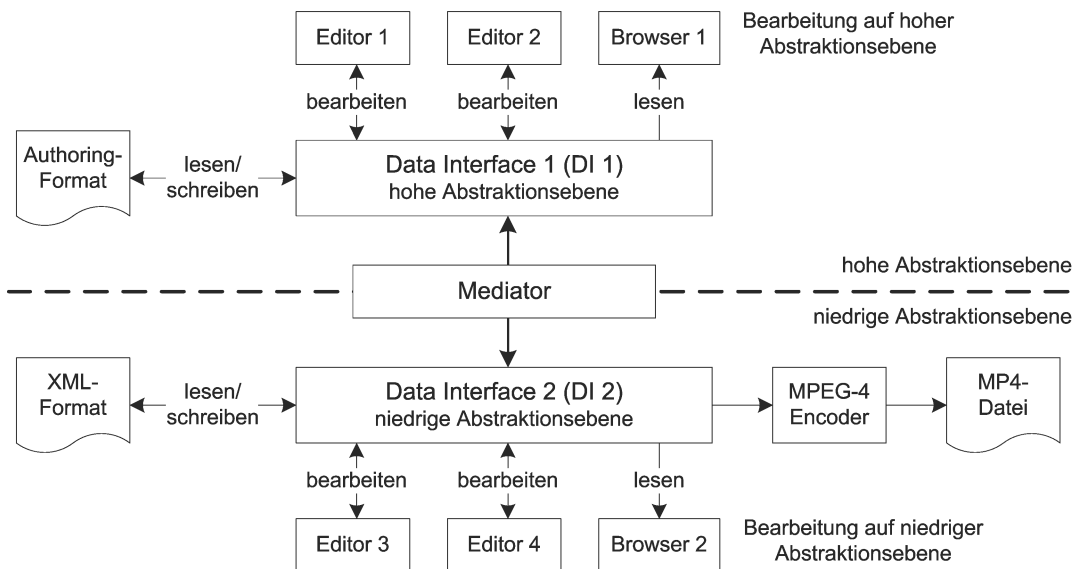 Editor 1
Editor 2
Browser 1
Bearbeitung auf hoher
Abstraktionsebene
bearbeiten
bearbeiten
lesen
Authoring-
Format
lesen/
schreiben
Data Interface 1 (DI 1)
hohe Abstraktionsebene
Mediator
hohe Abstraktionsebene
niedrige Abstraktionsebene
XML-
Format
lesen/
schreiben
Data Interface 2 (DI 2)
niedrige Abstraktionsebene
MPEG-4
Encoder
MP4-
Datei
bearbeiten
bearbeiten
lesen
Editor 3
Editor 4
Browser 2
Bearbeitung auf niedriger
Abstraktionsebene